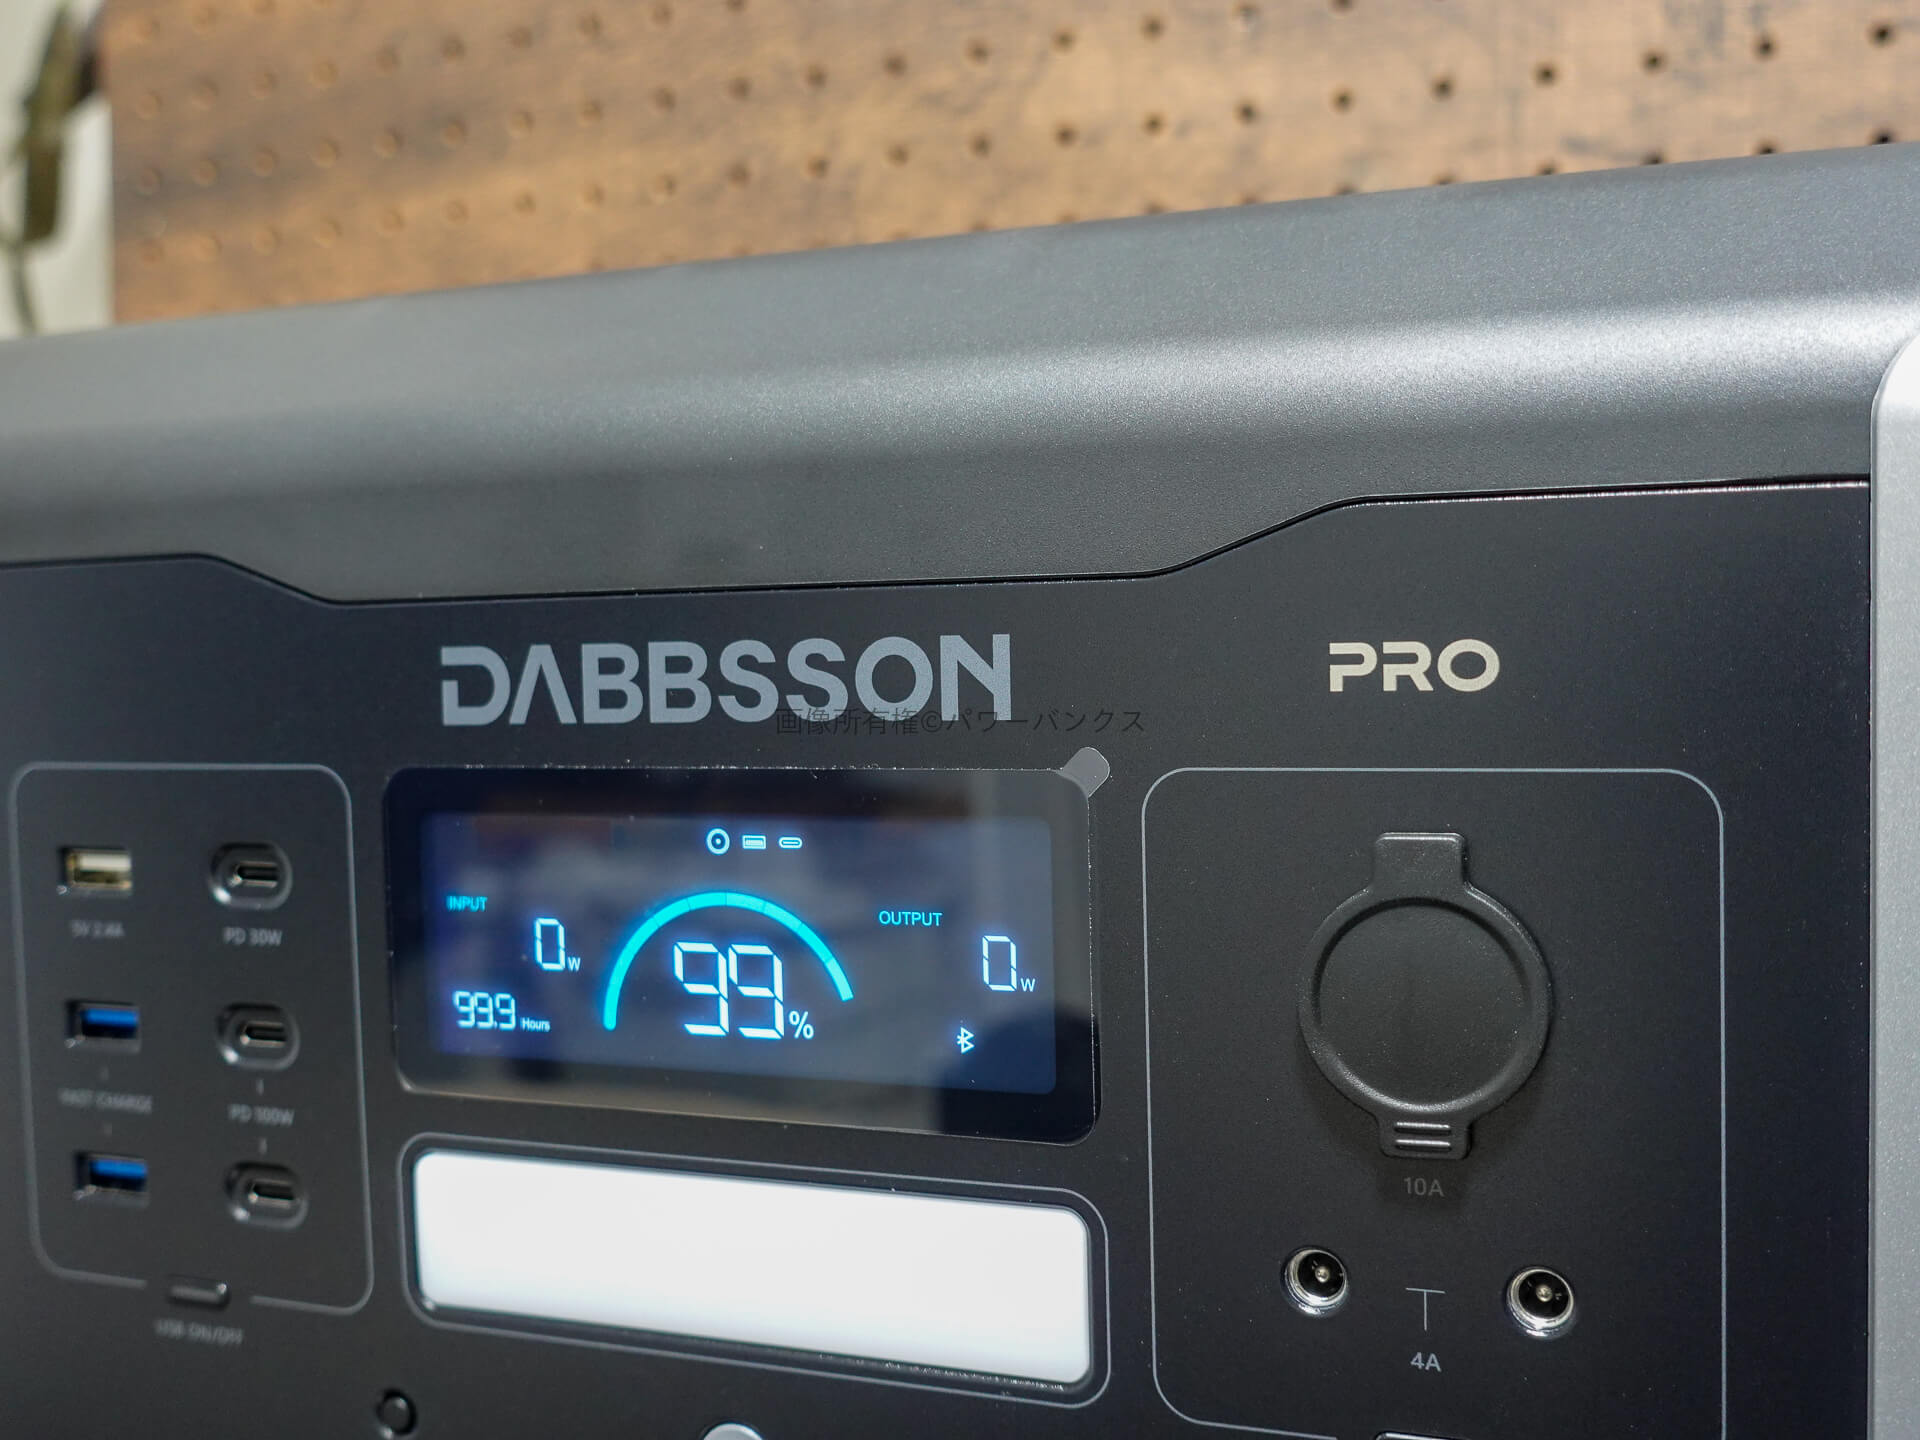 DABBSSON
PRO
画像所有権©パワーバンクス
5V 2.4A
PD 30W
FAST CHARGE
PD 100W
USB ON/OFF
INPUT
0W
99.9 Hours
99%
OUTPUT
0W
10A
4A